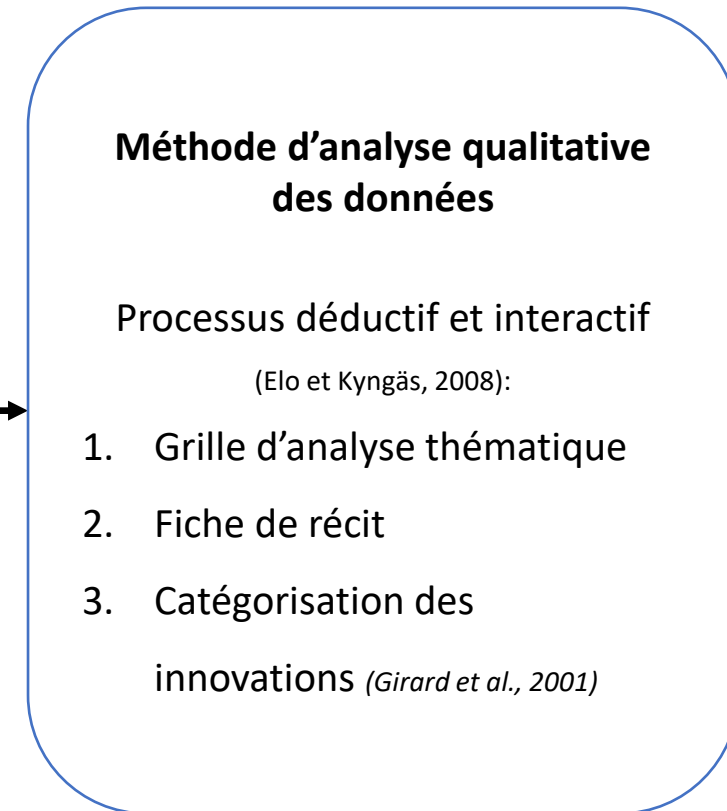 Méthode d’analyse qualitative
des données
Processus déductif et interactif
(Elo et Kyngäs, 2008):
1. Grille d’analyse thématique
2. Fiche de récit
3. Catégorisation des
innovations (Girard et al., 2001)